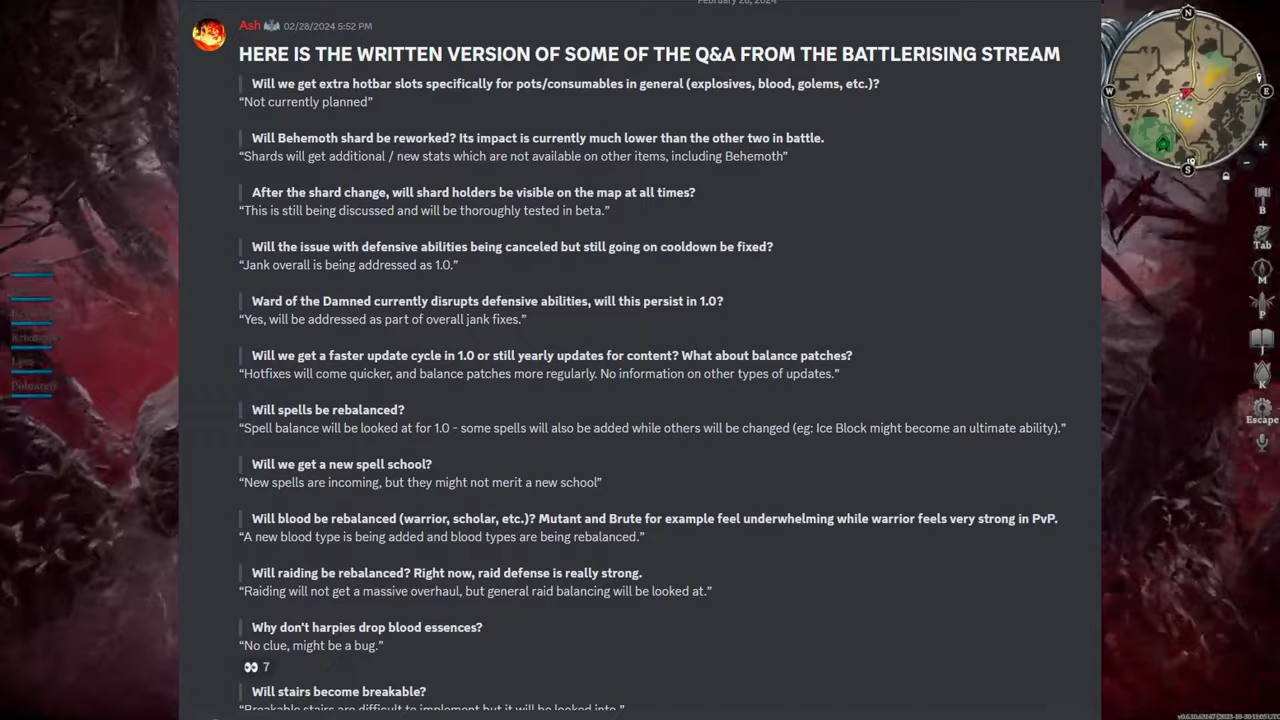 February 28, 2024
Ash 02/28/2024 5:52 PM
HERE IS THE WRITTEN VERSION OF SOME OF THE Q&A FROM THE BATTLERISING STREAM
Will we get extra hotbar slots specifically for pots/consumables in general (explosives, blood, golems, etc.)?
“Not currently planned”
Will Behemoth shard be reworked? Its impact is currently much lower than the other two in battle.
“Shards will get additional / new stats which are not available on other items, including Behemoth”
After the shard change, will shard holders be visible on the map at all times?
“This is still being discussed and will be thoroughly tested in beta.”
Will the issue with defensive abilities being canceled but still going on cooldown be fixed?
“Jank overall is being addressed as 1.0.”
Ward of the Damned currently disrupts defensive abilities, will this persist in 1.0?
“Yes, will be addressed as part of overall jank fixes.”
Will we get a faster update cycle in 1.0 or still yearly updates for content? What about balance patches?
“Hotfixes will come quicker, and balance patches more regularly. No information on other types of updates.”
Will spells be rebalanced?
“Spell balance will be looked at for 1.0 - some spells will also be added while others will be changed (eg: Ice Block might become an ultimate ability).”
Will we get a new spell school?
“New spells are incoming, but they might not merit a new school”
Will blood be rebalanced (warrior, scholar, etc.)? Mutant and Brute for example feel underwhelming while warrior feels very strong in PvP.
“A new blood type is being added and blood types are being rebalanced.”
Will raiding be rebalanced? Right now, raid defense is really strong.
“Raiding will not get a massive overhaul, but general raid balancing will be looked at.”
Why don't harpies drop blood essences?
“No clue, might be a bug.”
7
Will stairs become breakable?
“Breakable stairs are difficult to implement but it will be looked into.”
N
W
E
S
B
Tab
M
P
J
K
Escape